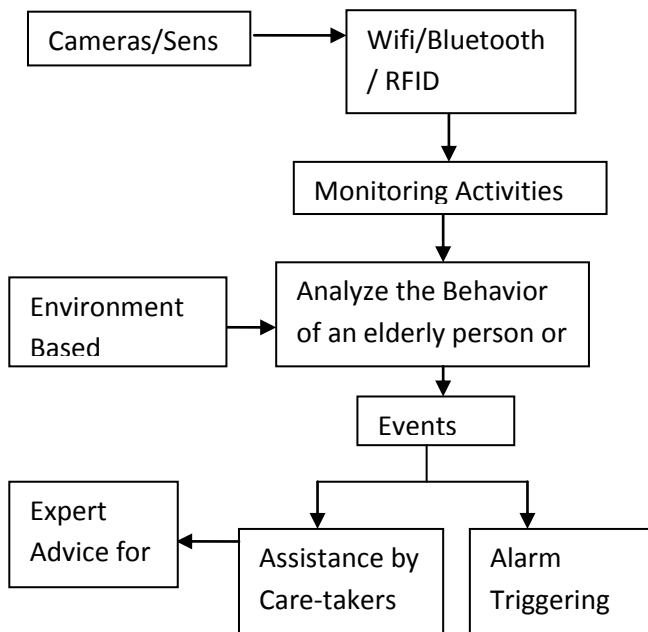 Cameras/Sens
Wifi/Bluetooth
/ RFID
Monitoring Activities
Environment
Based
Analyze the Behavior
of an elderly person or
Events
Expert
Advice for
Assistance by
Care-takers
Alarm
Triggering